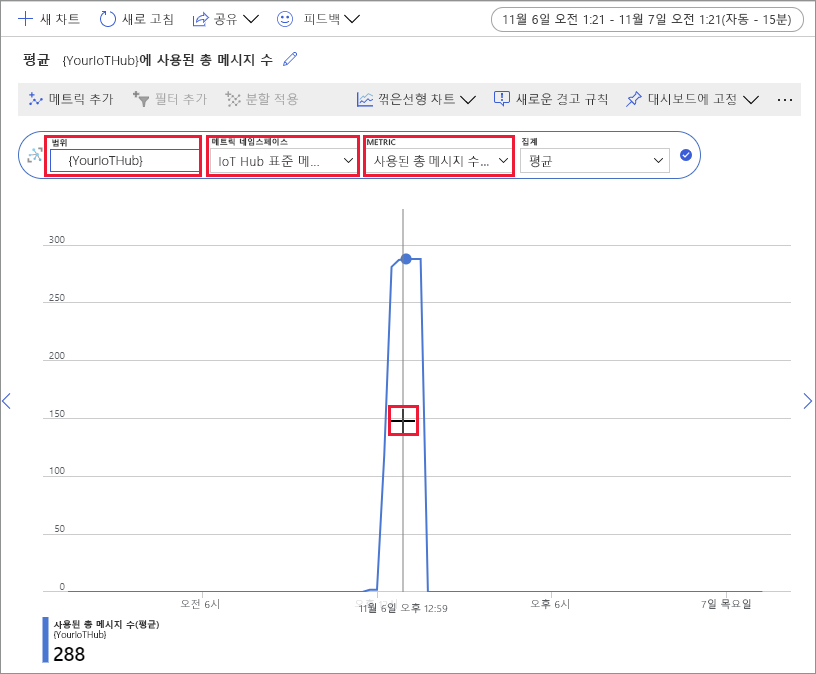 새 차트 새로 고침 공유 피드백 11월 6일 오전 1:21 - 11월 7일 오전 1:21(자동 - 15분)
평균 {YourIoTHub}에 사용된 총 메시지 수
메트릭 추가 필터 추가 분할 적용 꺾은선형 차트 새로운 경고 규칙 대시보드에 고정 ...
범위 메트릭 네임스페이스 METRIC 집계
{YourIoTHub} IoT Hub 표준 메... 사용된 총 메시지 수... 평균
300
250
200
150
100
50
0
오전 6시 11월 6일 오후 12:59 오후 6시 7일 목요일
사용된 총 메시지 수(평균)
{YourIoTHub}
288